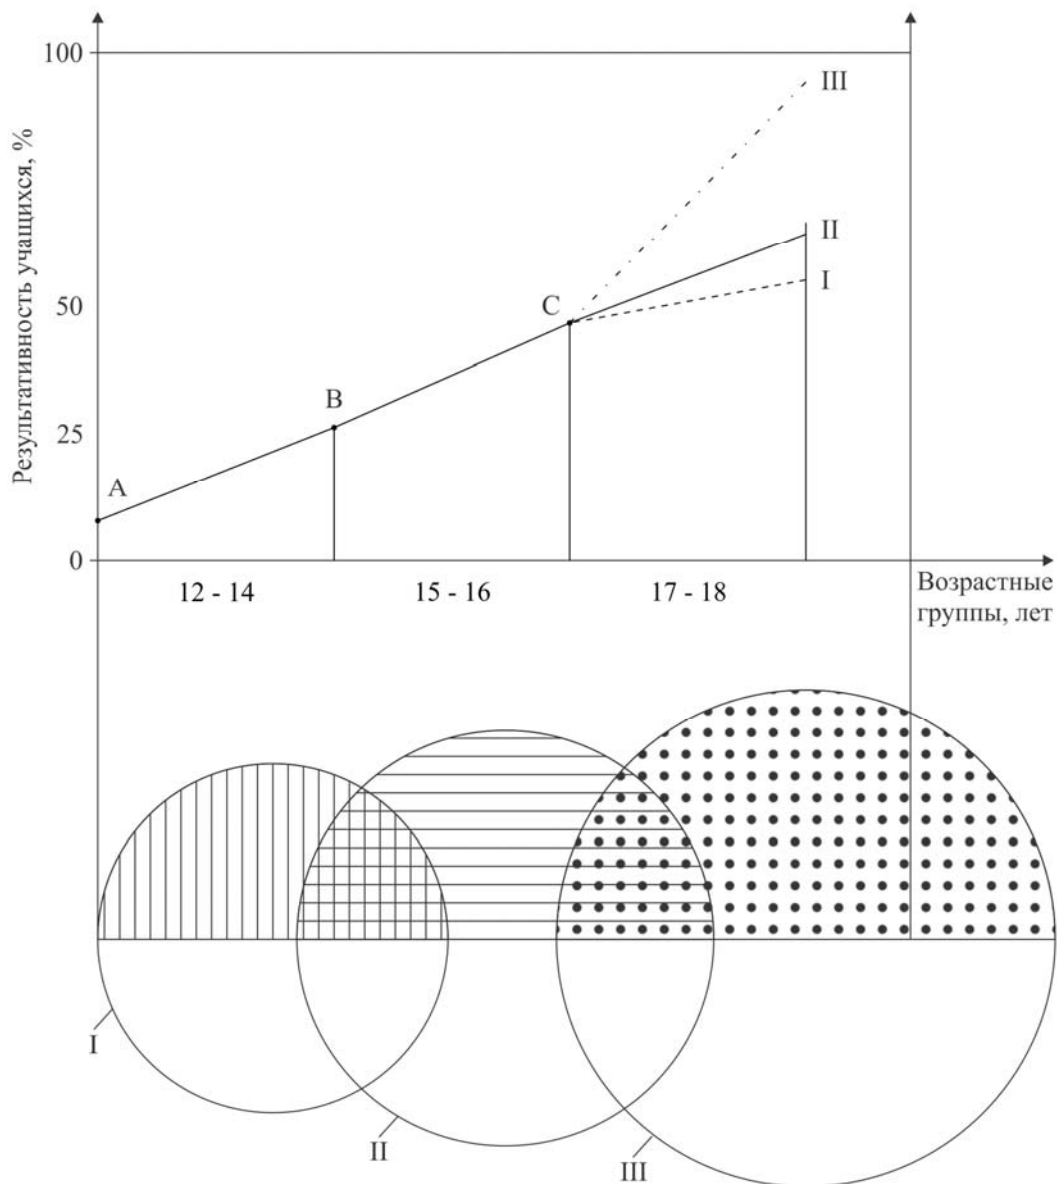 100
III
Результативность учащихся, %
II
50
C
I
B
25
A
0
12 - 14
15 - 16
17 - 18
Возрастные
группы, лет
I
II
III